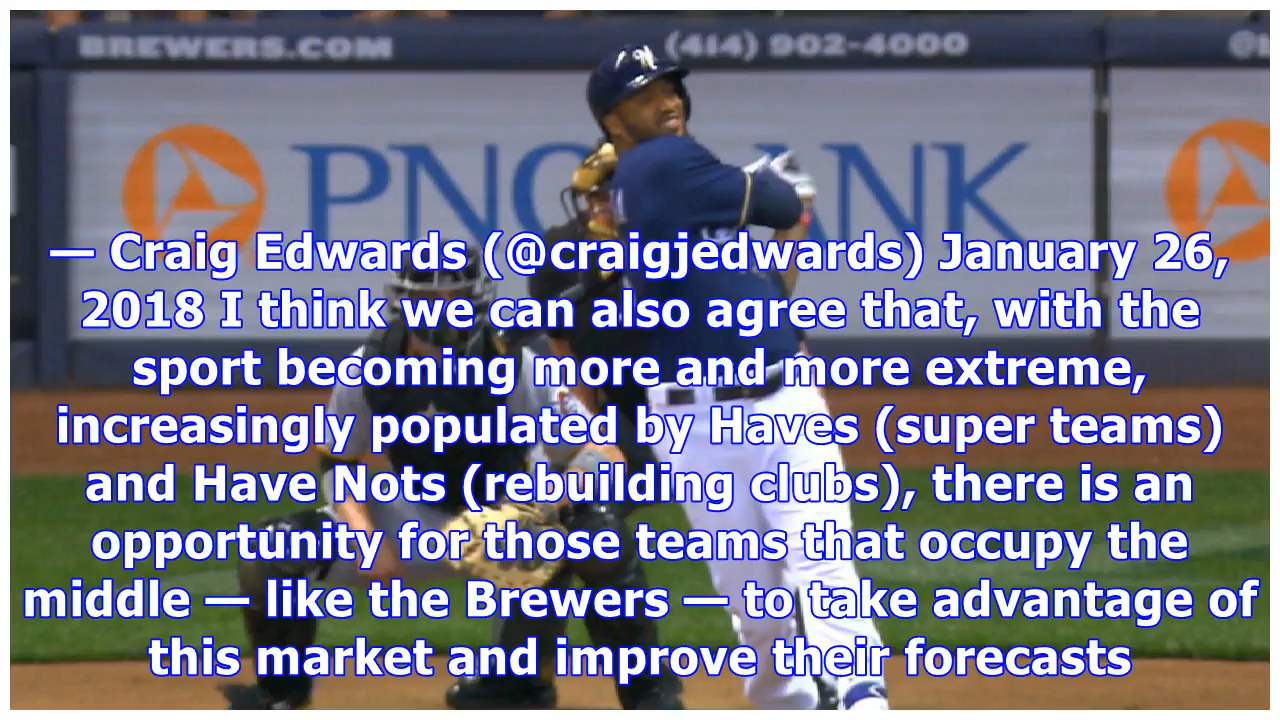 BREWERS.COM (414) 902-4000
PNC BANK
— Craig Edwards (@craigjedwards) January 26,
2018 I think we can also agree that, with the
sport becoming more and more extreme,
increasingly populated by Haves (super teams)
and Have Nots (rebuilding clubs), there is an
opportunity for those teams that occupy the
middle — like the Brewers — to take advantage of
this market and improve their forecasts